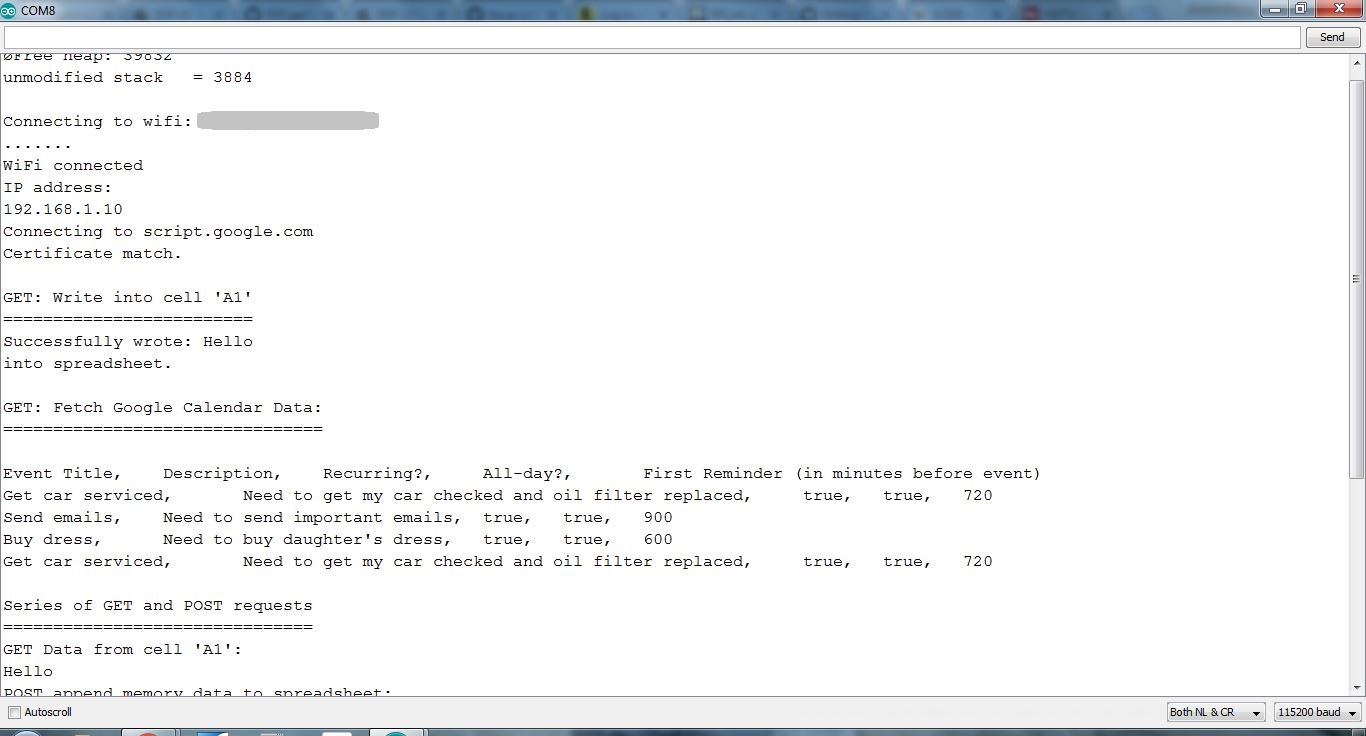 COM8
Send
øFree heap: 39832
unmodified stack   = 3884
Connecting to wifi:
.......
WiFi connected
IP address:
192.168.1.10
Connecting to script.google.com
Certificate match.
GET: Write into cell 'A1'
=========================
Successfully wrote: Hello
into spreadsheet.
GET: Fetch Google Calendar Data:
================================
Event Title,    Description,    Recurring?,     All-day?,       First Reminder (in minutes before event)
Get car serviced,       Need to get my car checked and oil filter replaced,     true,   true,   720
Send emails,    Need to send important emails,  true,   true,   900
Buy dress,      Need to buy daughter's dress,   true,   true,   600
Get car serviced,       Need to get my car checked and oil filter replaced,     true,   true,   720
Series of GET and POST requests
===============================
GET Data from cell 'A1':
Hello
POST append memory data to spreadsheet:
Autoscroll
Both NL & CR
115200 baud